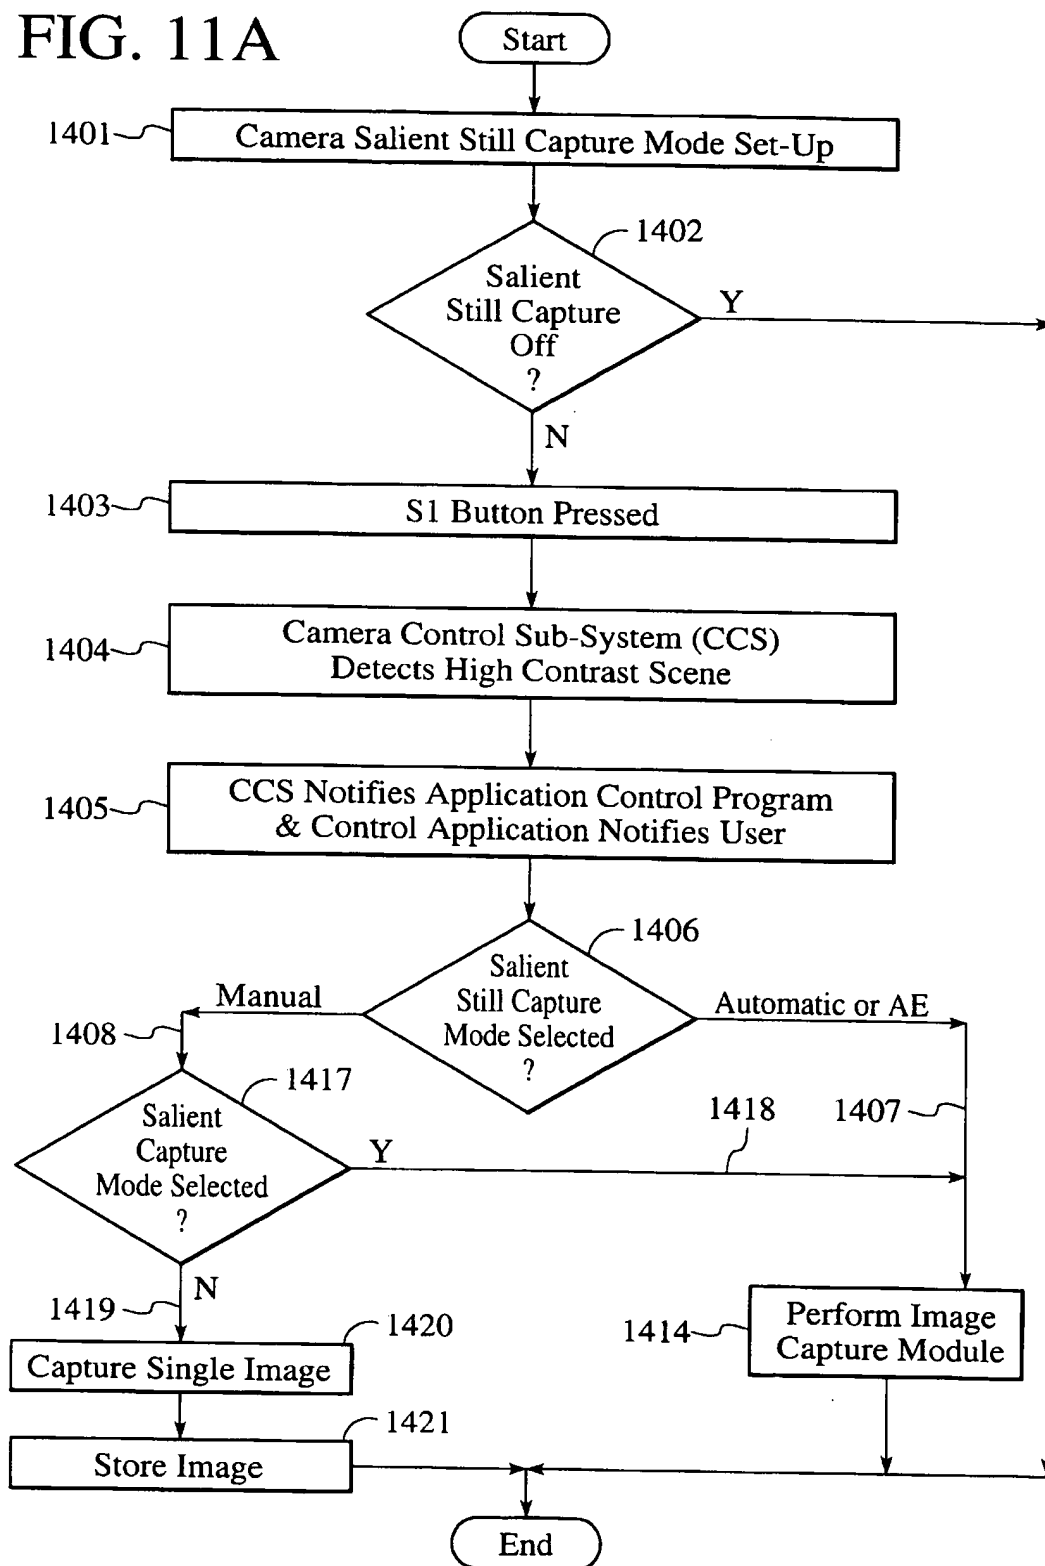 FIG. 11A
Start
1401
Camera Salient Still Capture Mode Set-Up
1402
Salient
Still Capture
Off
?
Y
N
1403
S1 Button Pressed
1404
Camera Control Sub-System (CCS)
Detects High Contrast Scene
1405
CCS Notifies Application Control Program
& Control Application Notifies User
1406
Salient
Still Capture
Mode Selected
?
Manual
Automatic or AE
1408
1417
Salient
Capture
Mode Selected
?
Y
1418
1407
N
1419
1420
Capture Single Image
1414
Perform Image
Capture Module
1421
Store Image
End